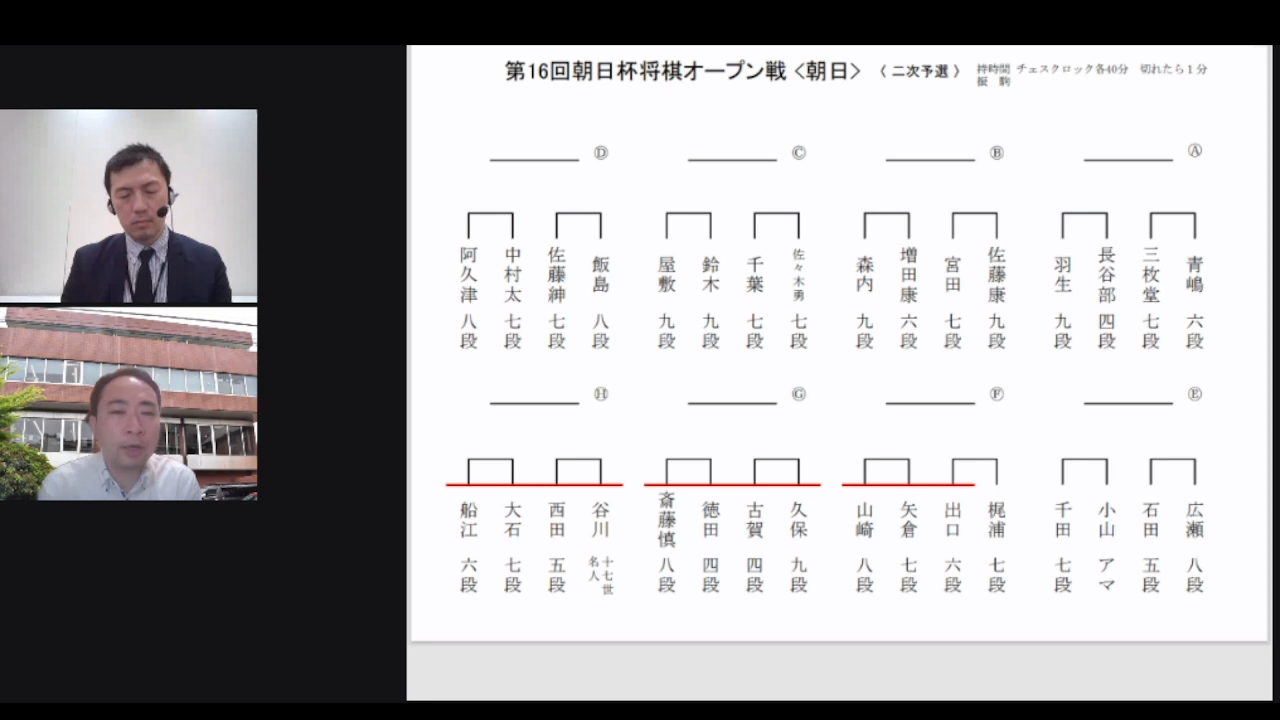 第16回朝日杯将棋オープン戦〈朝日〉 〈 二次予選 〉 持時間 チェスクロック各40分 切れたら1分
振 駒
Ⓐ
青嶋 六段
三枚堂 七段
長谷部 四段
羽生 九段
Ⓑ
佐藤康 九段
宮田 七段
増田康 六段
森内 九段
Ⓒ
佐々木勇 七段
千葉 七段
鈴木 九段
屋敷 九段
Ⓓ
飯島 八段
佐藤紳 七段
中村太 七段
阿久津 八段
Ⓔ
広瀬 八段
石田 五段
小山 アマ
千田 七段
Ⓕ
梶浦 七段
出口 六段
矢倉 七段
山崎 八段
Ⓖ
久保 九段
古賀 四段
徳田 四段
斎藤慎 八段
Ⓗ
谷川 十七世
名人
西田 五段
大石 七段
船江 六段